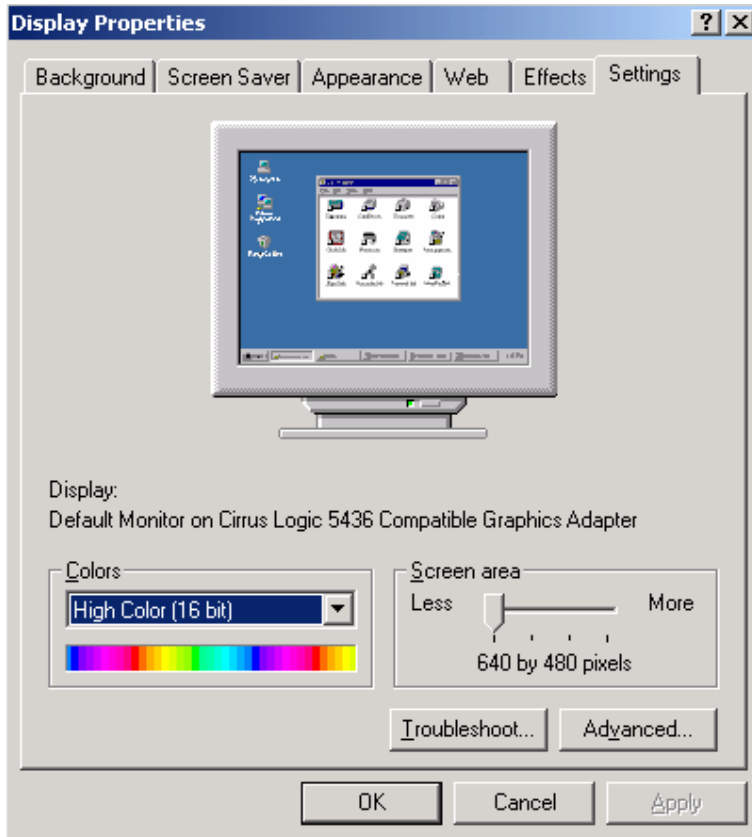 Display Properties
Background Screen Saver Appearance Web Effects Settings
Display:
Default Monitor on Cirrus Logic 5436 Compatible Graphics Adapter
Colors
High Color (16 bit)
Screen area
Less More
640 by 480 pixels
Troubleshoot... Advanced...
OK Cancel Apply